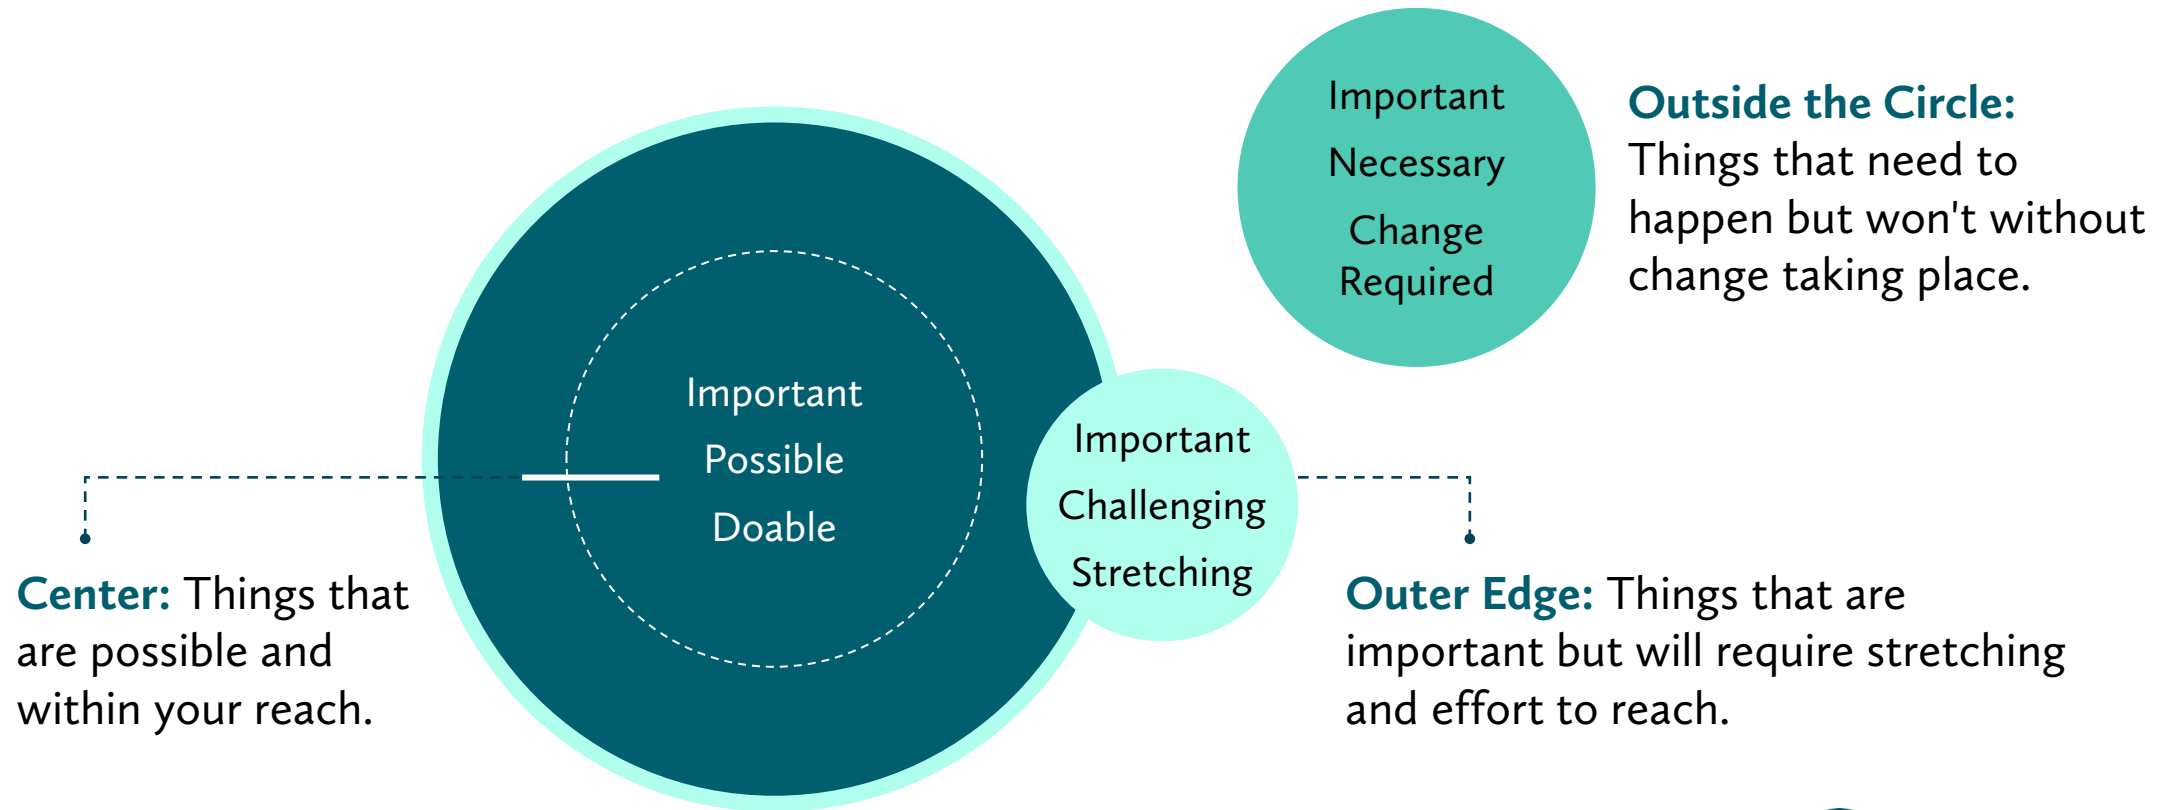 Important
Necessary
Change
Required
Outside the Circle:
Things that need to
happen but won't without
change taking place.
Important
Possible
Doable
Important
Challenging
Stretching
Center: Things that
are possible and
within your reach.
Outer Edge: Things that are
important but will require stretching
and effort to reach.